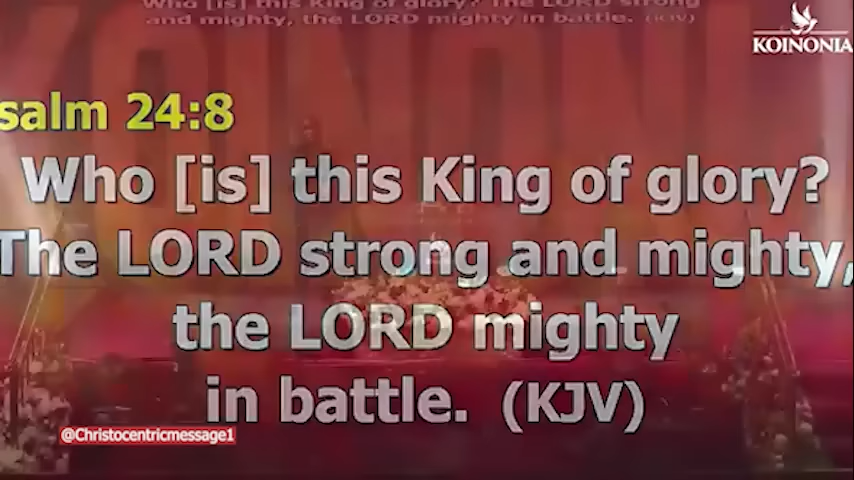 Who [is] this King of glory? The LORD strong
and mighty, the LORD mighty in battle. (KJV)
KOINONIA
salm 24:8
Who [is] this King of glory?
The LORD strong and mighty,
the LORD mighty
in battle. (KJV)
@Christocentricmessage1